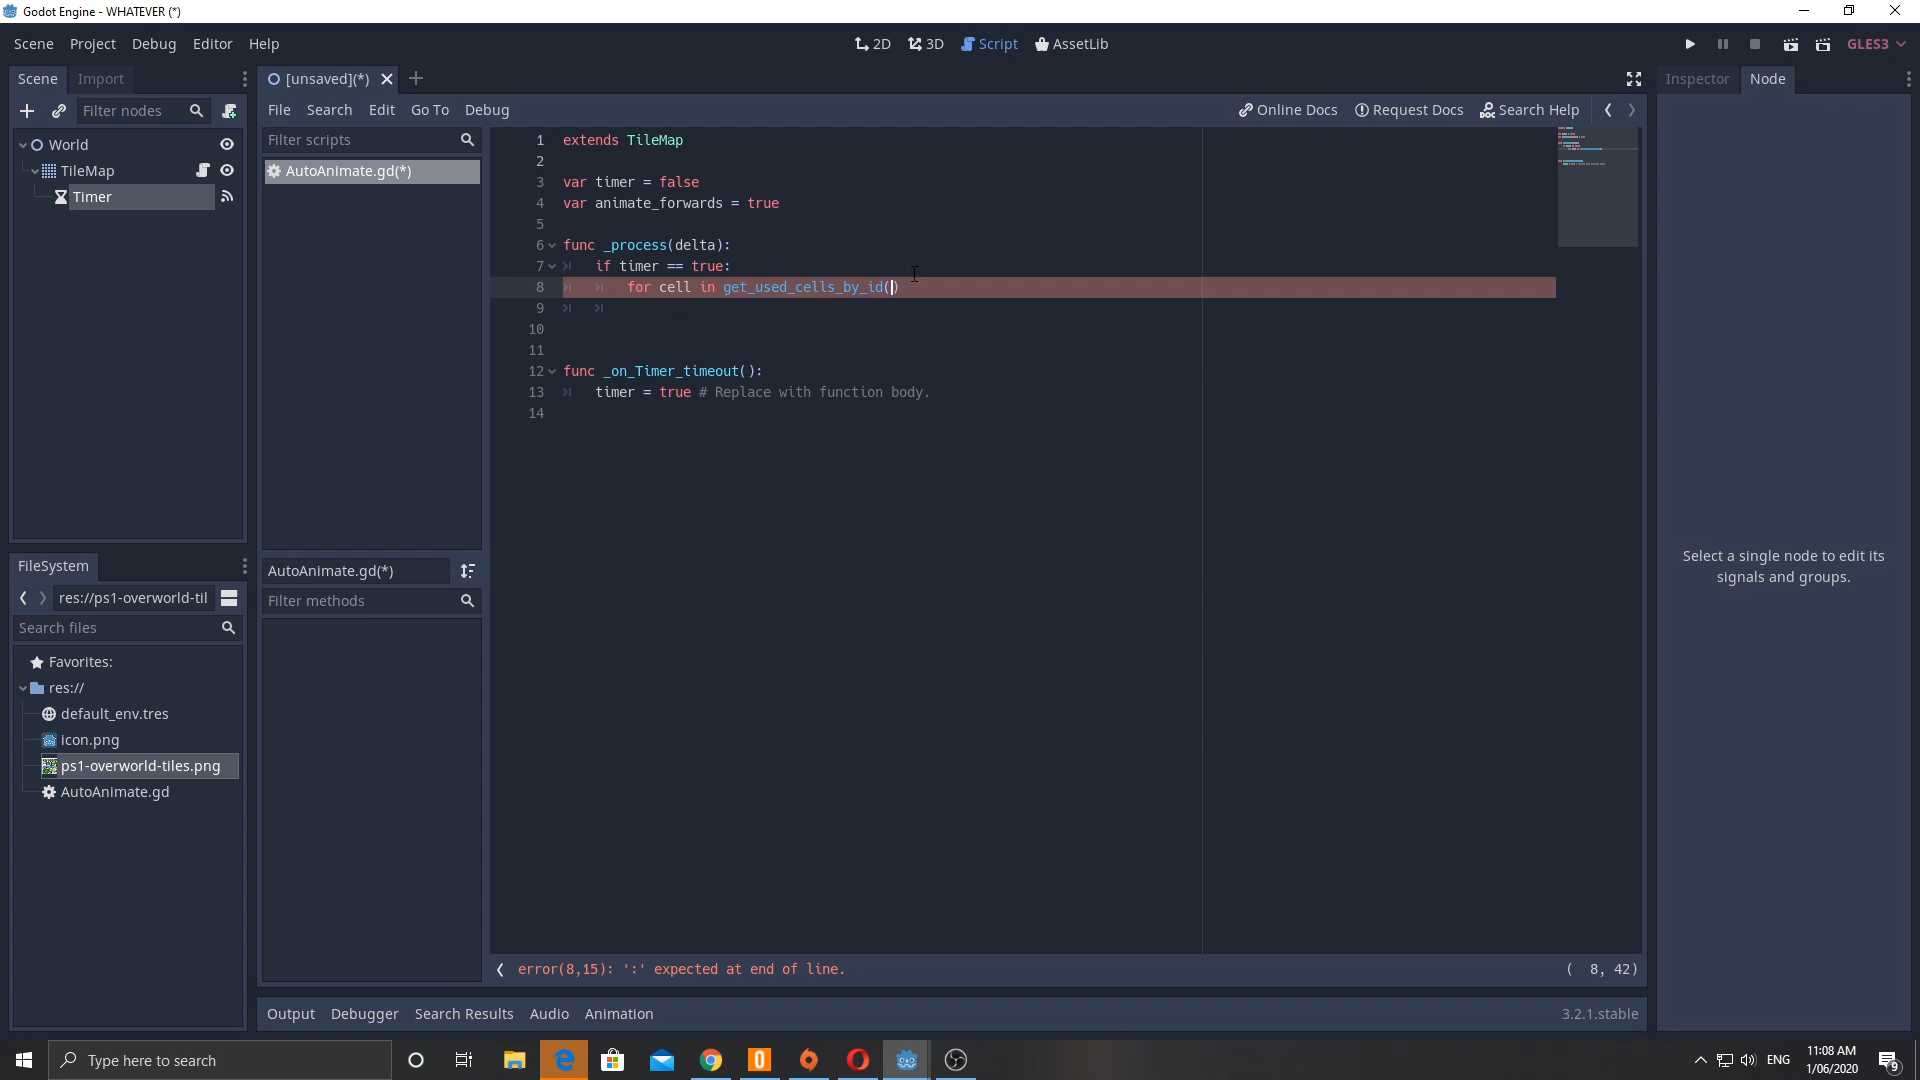 Godot Engine - WHATEVER (*)
Scene Project Debug Editor Help
2D 3D Script AssetLib
GLES3
Scene Import
[unsaved](*)
Inspector Node
Filter nodes
File Search Edit Go To Debug
Online Docs Request Docs Search Help
World
TileMap
Timer
Filter scripts
AutoAnimate.gd(*)
1 extends TileMap
2
3 var timer = false
4 var animate_forwards = true
5
6 func _process(delta):
7 if timer == true:
8 for cell in get_used_cells_by_id()
9
10
11
12 func _on_Timer_timeout():
13 timer = true # Replace with function body.
14
Select a single node to edit its
signals and groups.
FileSystem
res://ps1-overworld-til
Search files
Favorites:
res://
default_env.tres
icon.png
ps1-overworld-tiles.png
AutoAnimate.gd
AutoAnimate.gd(*)
Filter methods
error(8,15): ':' expected at end of line.
( 8, 42)
Output Debugger Search Results Audio Animation
3.2.1.stable
Type here to search
ENG
11:08 AM
1/06/2020
9